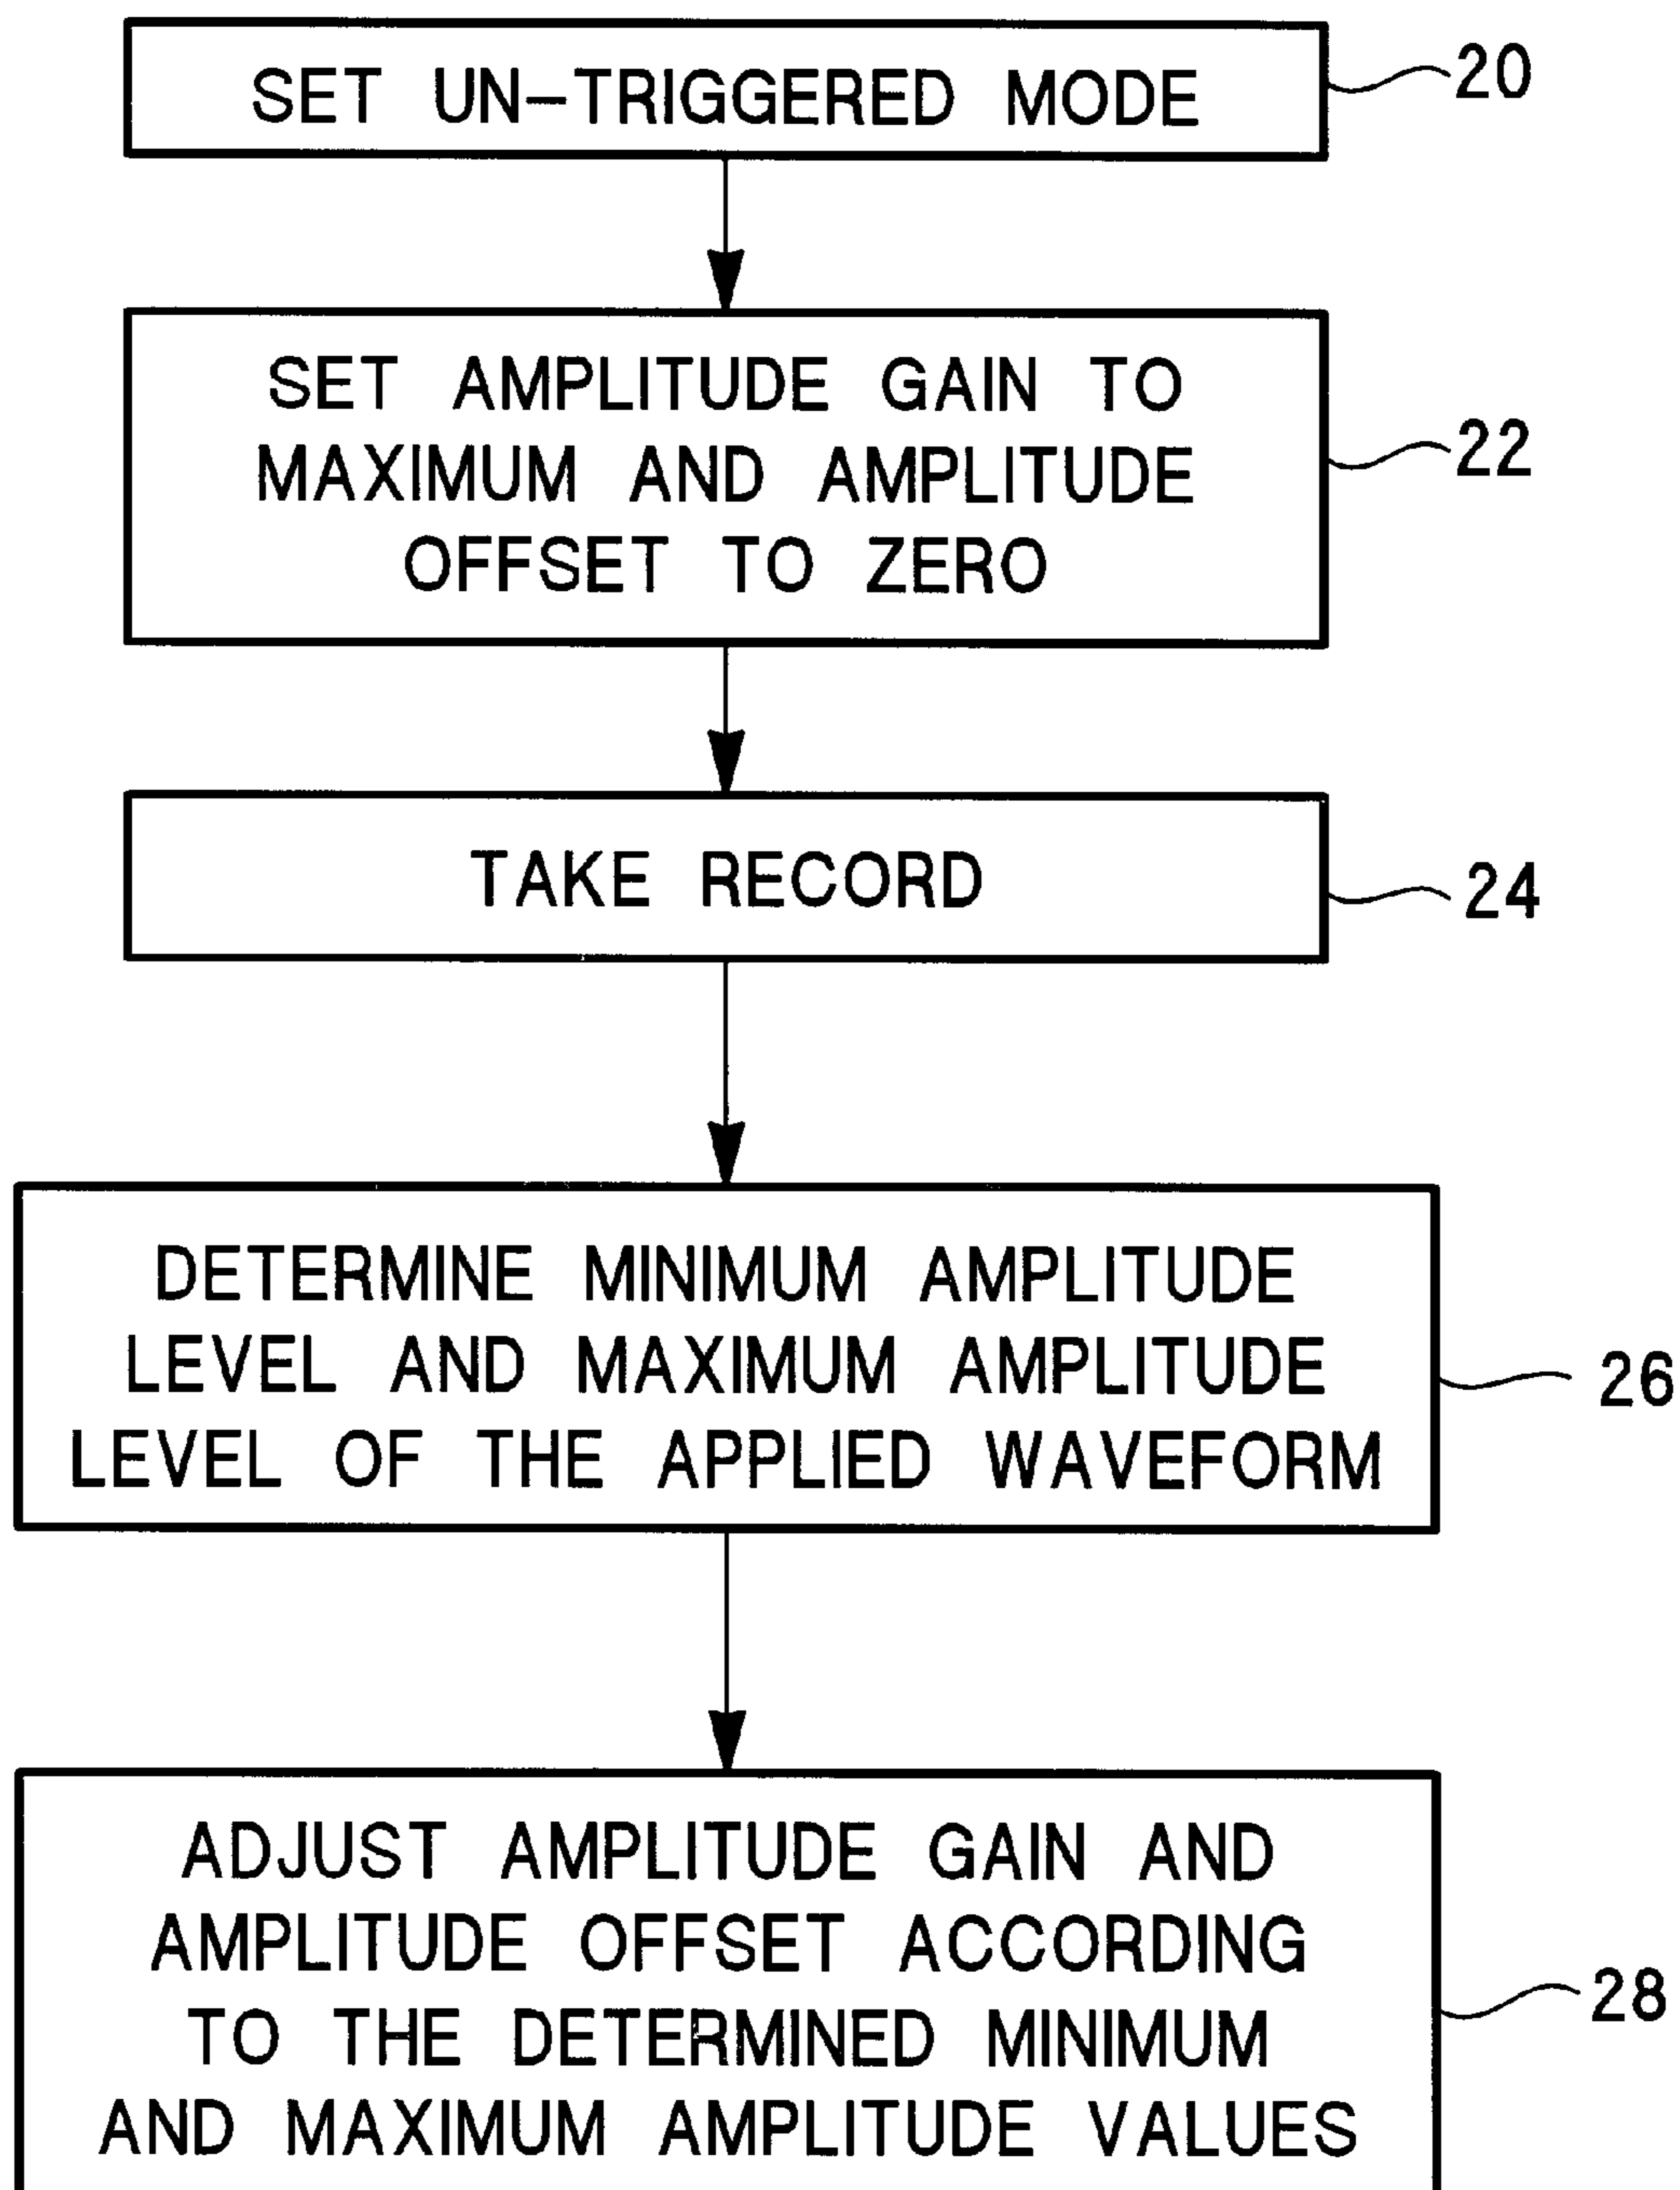 SET UN-TRIGGERED MODE
20
SET AMPLITUDE GAIN TO
MAXIMUM AND AMPLITUDE
OFFSET TO ZERO
22
TAKE RECORD
24
DETERMINE MINIMUM AMPLITUDE
LEVEL AND MAXIMUM AMPLITUDE
LEVEL OF THE APPLIED WAVEFORM
26
ADJUST AMPLITUDE GAIN AND
AMPLITUDE OFFSET ACCORDING
TO THE DETERMINED MINIMUM
AND MAXIMUM AMPLITUDE VALUES
28